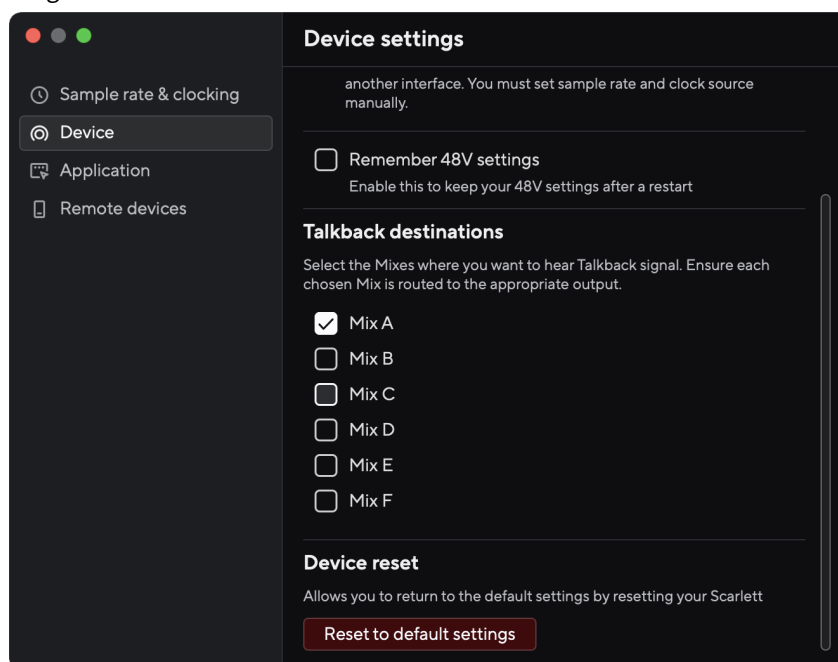 Device settings
Sample rate & clocking
Device
Application
Remote devices
another interface. You must set sample rate and clock source
manually.
Remember 48V settings
Enable this to keep your 48V settings after a restart
Talkback destinations
Select the Mixes where you want to hear Talkback signal. Ensure each
chosen Mix is routed to the appropriate output.
Mix A
Mix B
Mix C
Mix D
Mix E
Mix F
Device reset
Allows you to return to the default settings by resetting your Scarlett
Reset to default settings